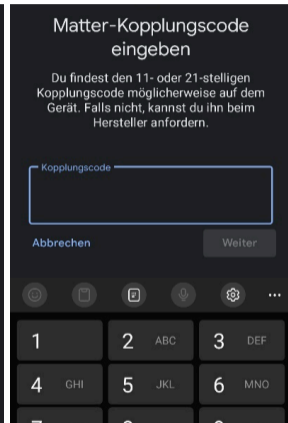 Matter-Kopplungscode
eingeben
Du findest den 11- oder 21-stelligen
Kopplungscode möglicherweise auf dem
Gerät. Falls nicht, kannst du ihn beim
Hersteller anfordern.
Kopplungscode
Abbrechen
Weiter
1
2 ABC
3 DEF
4 GHI
5 JKL
6 MNO